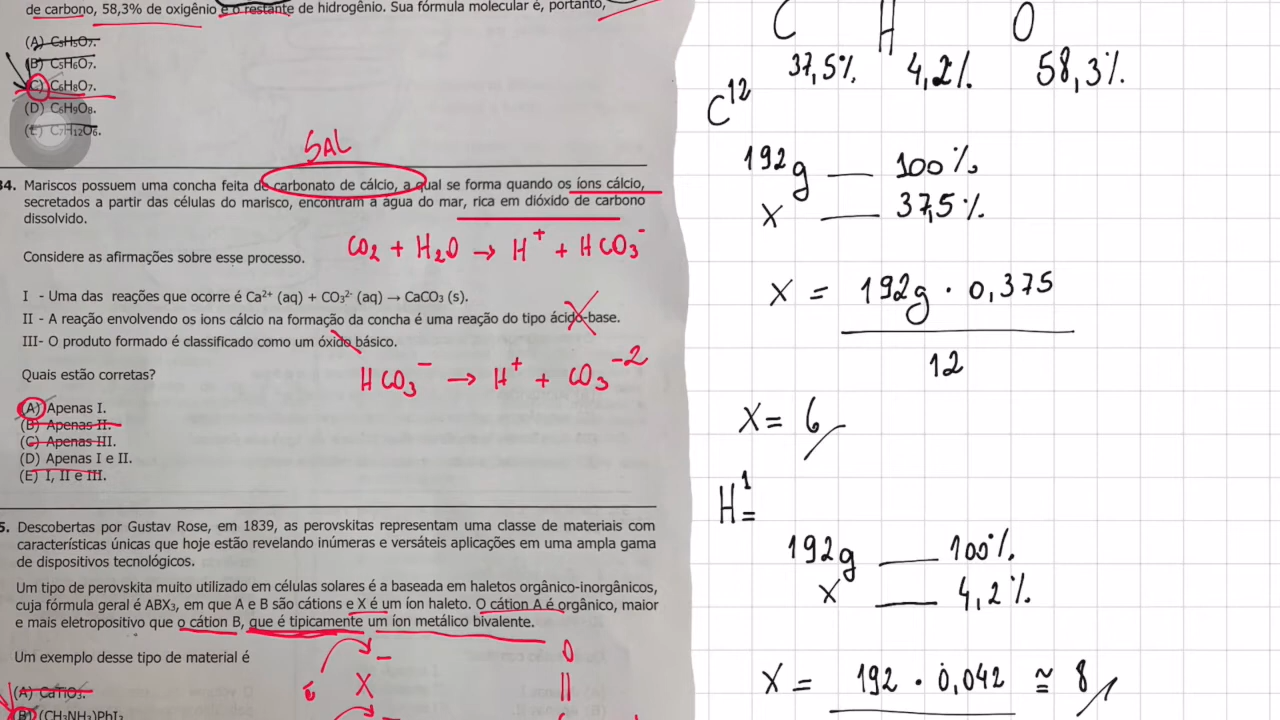 de carbono, 58,3% de oxigênio e o restante de hidrogênio. Sua fórmula molecular é, portanto,
(A) C₅H₅O₇.
(B) C₅H₆O₇.
(C) C₆H₈O₇.
(D) C₆H₉O₈.
(E) C₇H₁₂O₆.
SAL
34. Mariscos possuem uma concha feita de carbonato de cálcio, a qual se forma quando os íons cálcio,
secretados a partir das células do marisco, encontram a água do mar, rica em dióxido de carbono
dissolvido.
CO₂ + H₂O → H⁺ + HCO₃⁻
Considere as afirmações sobre esse processo.
I - Uma das reações que ocorre é Ca²⁺ (aq) + CO₃²⁻ (aq) → CaCO₃ (s).
II - A reação envolvendo os ions cálcio na formação da concha é uma reação do tipo ácido-base.
III- O produto formado é classificado como um óxido básico.
HCO₃⁻ → H⁺ + CO₃⁻²
Quais estão corretas?
(A) Apenas I.
(B) Apenas II.
(C) Apenas III.
(D) Apenas I e II.
(E) I, II e III.
5. Descobertas por Gustav Rose, em 1839, as perovskitas representam uma classe de materiais com
características únicas que hoje estão revelando inúmeras e versáteis aplicações em uma ampla gama
de dispositivos tecnológicos.
Um tipo de perovskita muito utilizado em células solares é a baseada em haletos orgânico-inorgânicos,
cuja fórmula geral é ABX₃, em que A e B são cátions e X é um íon haleto. O cátion A é orgânico, maior
e mais eletropositivo que o cátion B, que é tipicamente um íon metálico bivalente.
Um exemplo desse tipo de material é
(A) CaTiO₃.
(B) (CH₃NH₃)PbI₃
X⁻
O
C H O
37,5% 4,2% 58,3%
C¹²
192g — 100%
X — 37,5%
X = 192g · 0,375
12
X = 6
H¹
192g — 100%
X — 4,2%
X = 192 · 0,042 ≅ 8